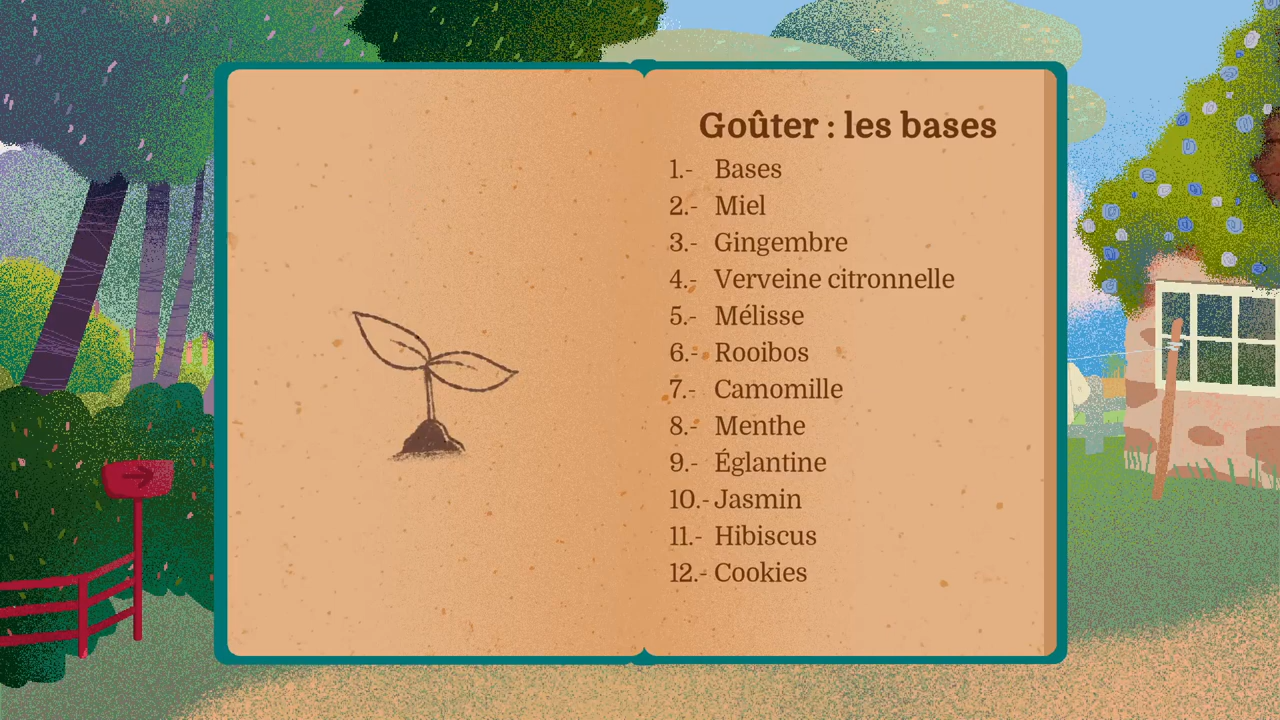 Goûter : les bases
1.- Bases
2.- Miel
3.- Gingembre
4.- Verveine citronnelle
5.- Mélisse
6.- Rooibos
7.- Camomille
8.- Menthe
9.- Églantine
10.- Jasmin
11.- Hibiscus
12.- Cookies